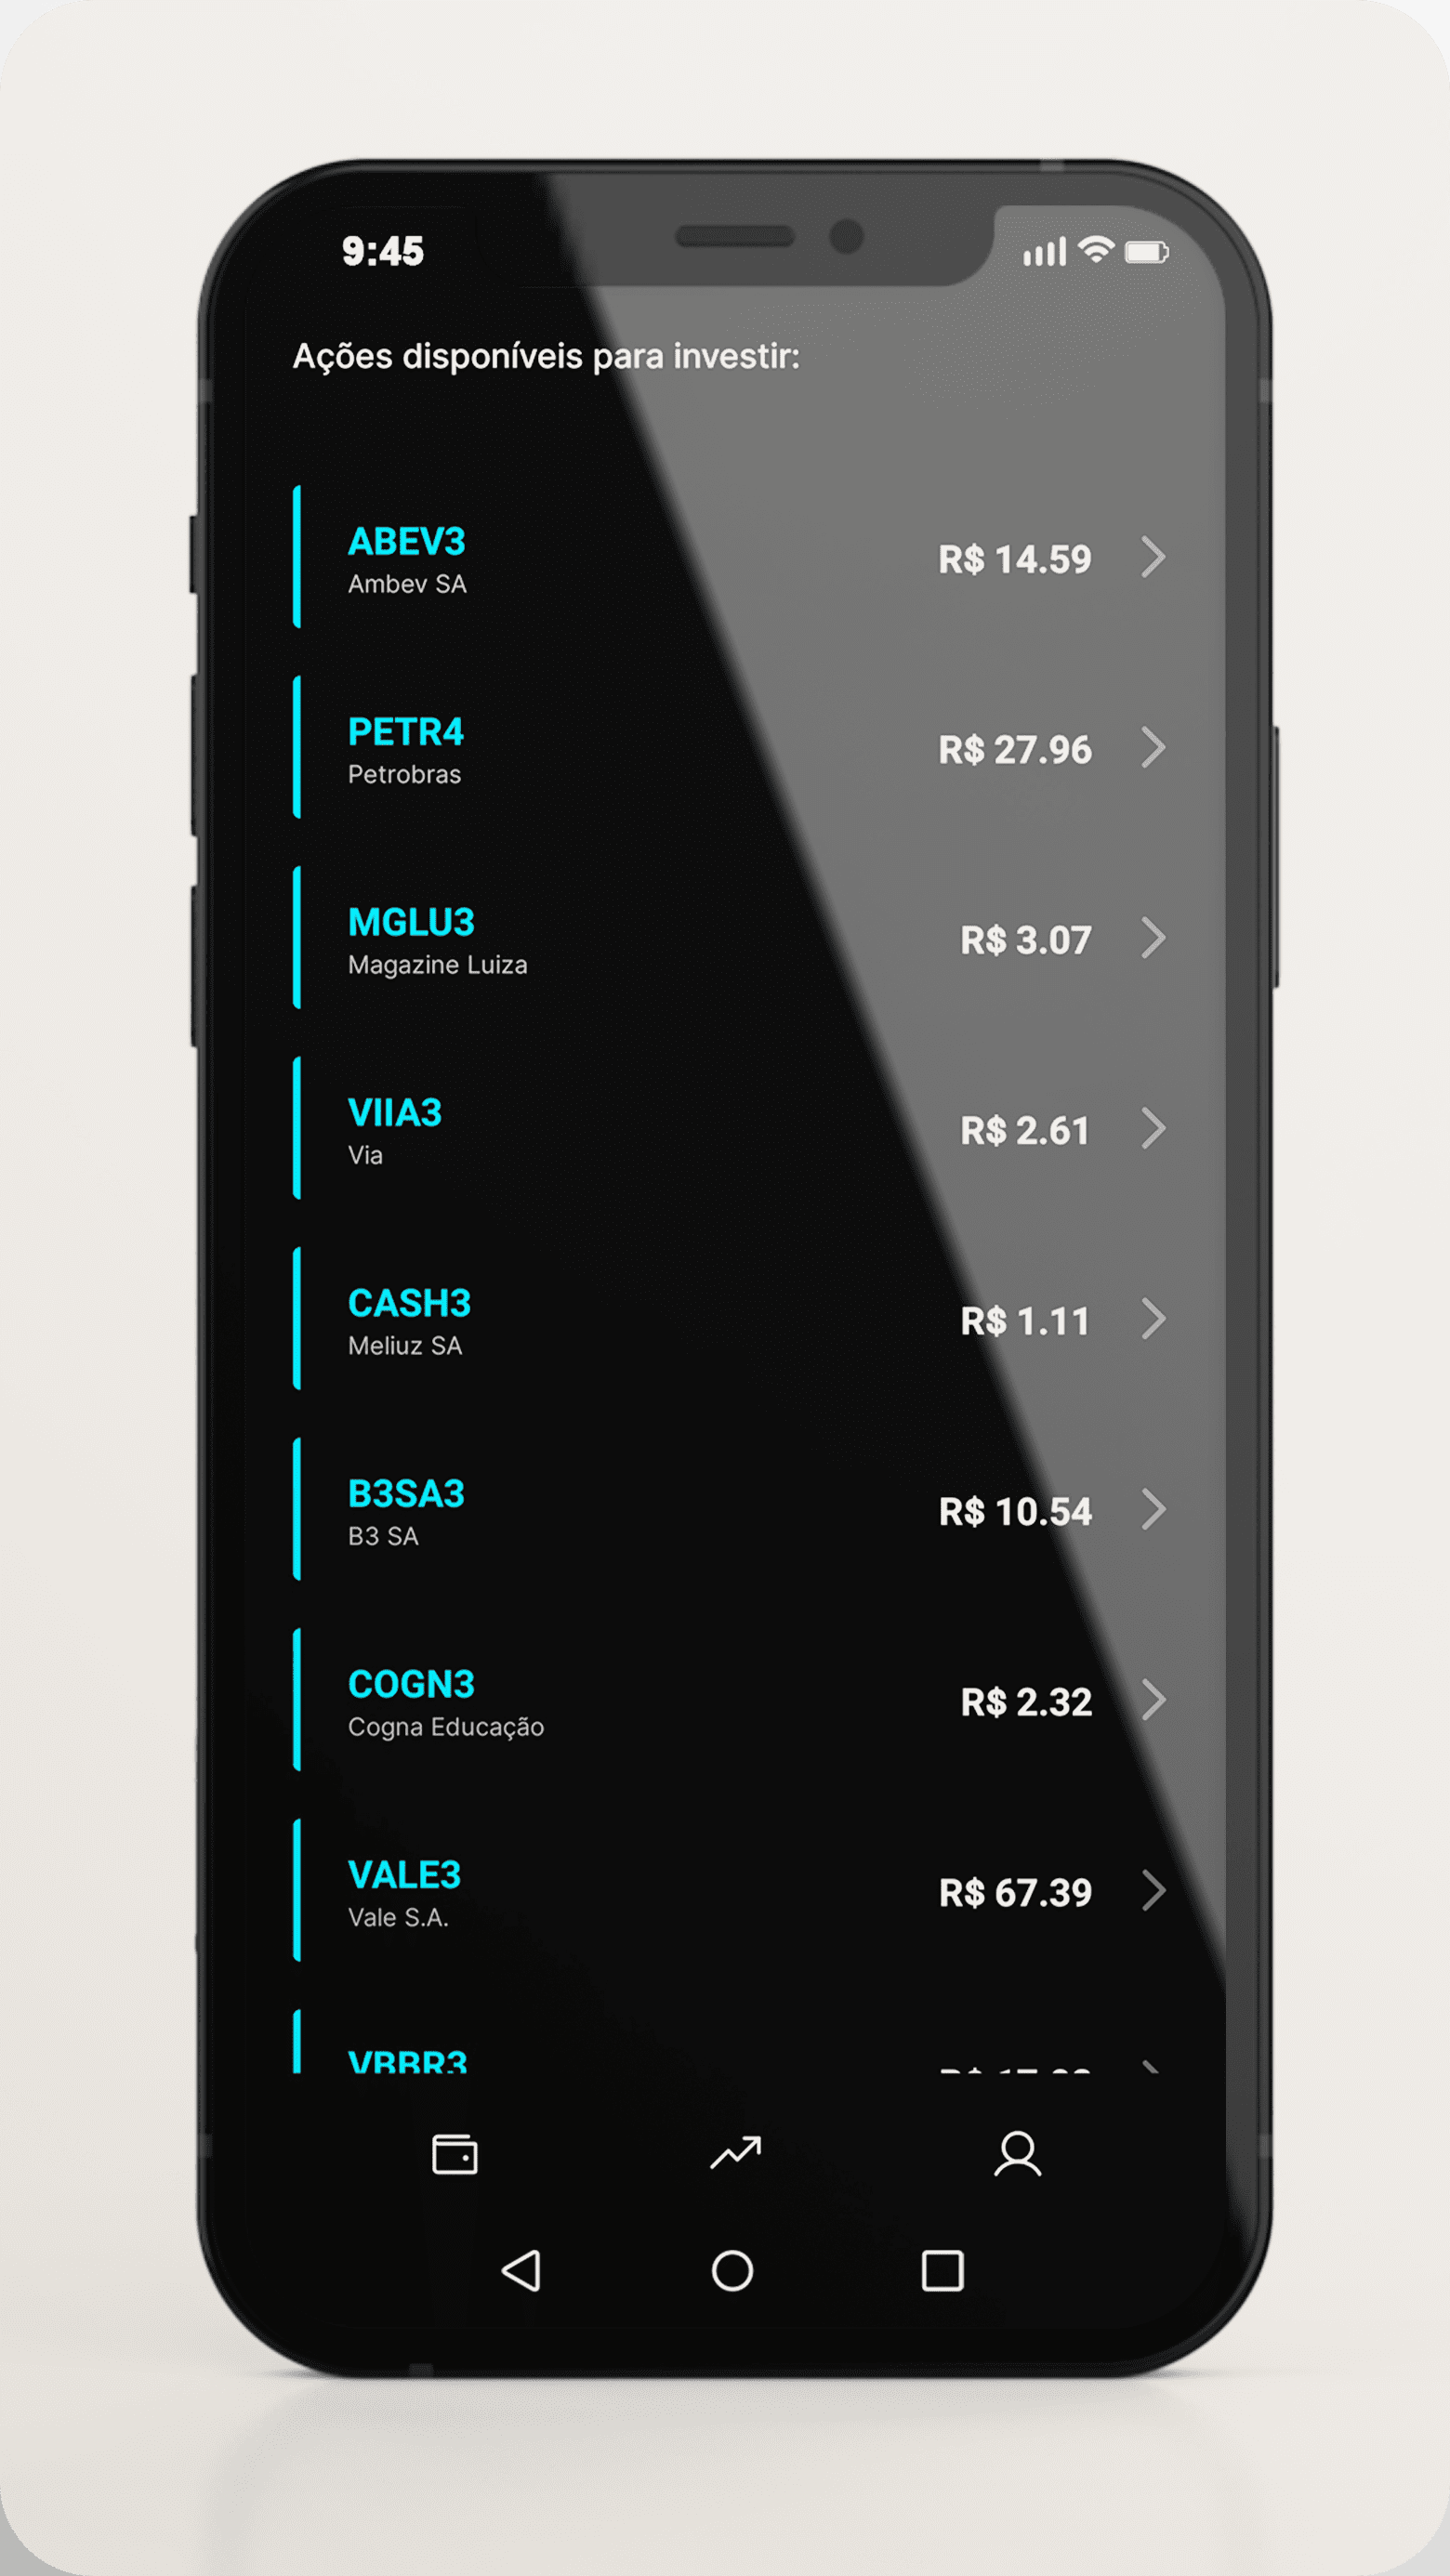 9:45
Ações disponíveis para investir:
ABEV3
Ambev SA
R$ 14.59
PETR4
Petrobras
R$ 27.96
MGLU3
Magazine Luiza
R$ 3.07
VIIA3
Via
R$ 2.61
CASH3
Meliuz SA
R$ 1.11
B3SA3
B3 SA
R$ 10.54
COGN3
Cogna Educação
R$ 2.32
VALE3
Vale S.A.
R$ 67.39
VBBR3